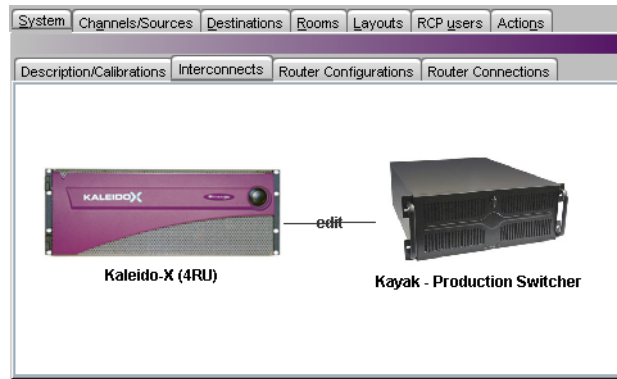 System Channels/Sources Destinations Rooms Layouts RCP users Actions
Description/Calibrations Interconnects Router Configurations Router Connections
KALEIDOX
edit
Kaleido-X (4RU)
Kayak - Production Switcher